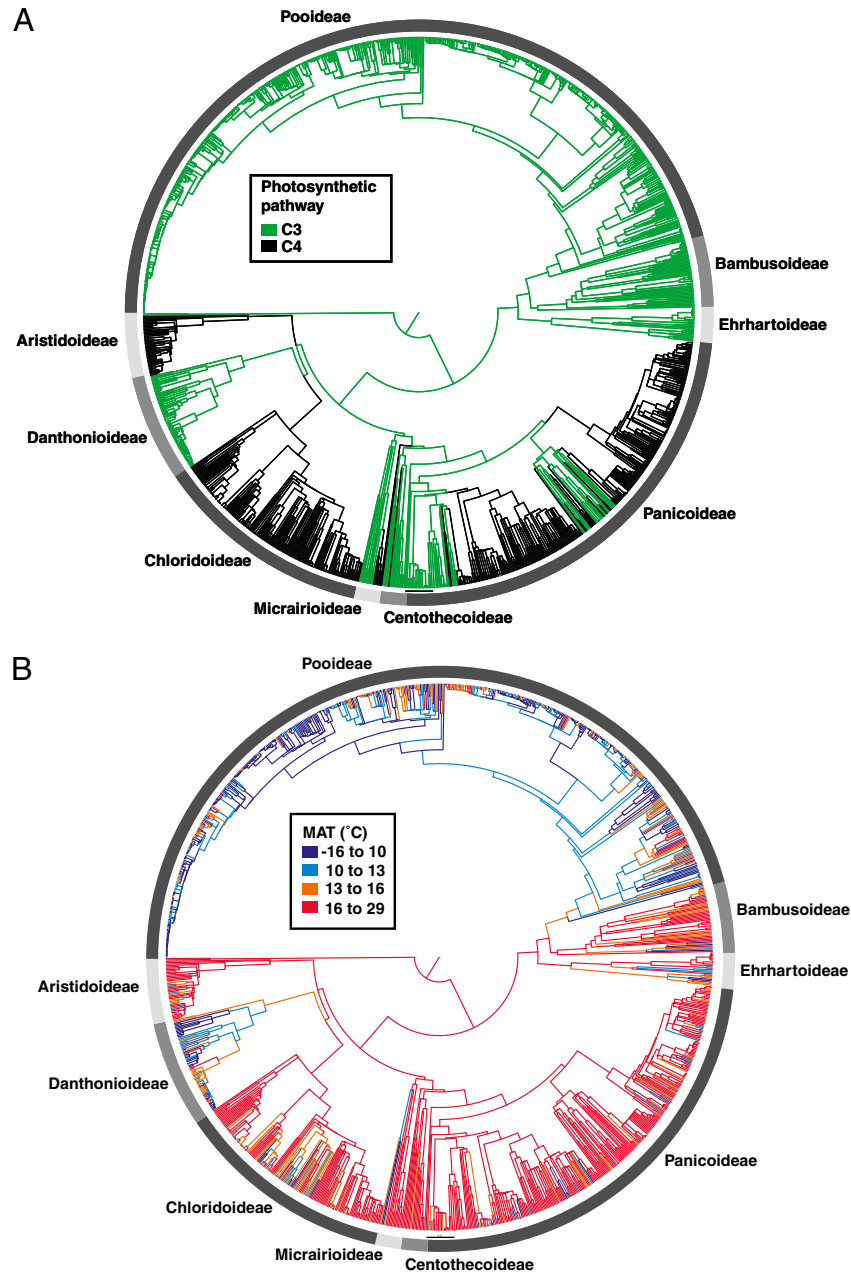 A
Pooideae
Photosynthetic
pathway
C3
C4
Bambusoideae
Ehrhartoideae
Aristidoideae
Danthonioideae
Panicoideae
Chloridoideae
Micrairioideae
Centothecoideae
B
Pooideae
MAT (˚C)
-16 to 10
10 to 13
13 to 16
16 to 29
Bambusoideae
Ehrhartoideae
Aristidoideae
Danthonioideae
Panicoideae
Chloridoideae
Micrairioideae
Centothecoideae